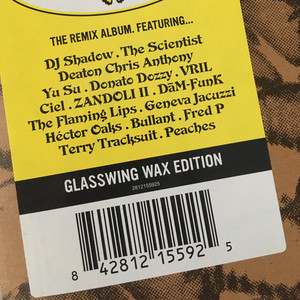 THE REMIX ALBUM. FEATURING...
DJ Shadow . The Scientist
Deaton Chris Anthony
Yu Su . Donato Dozzy . VRIL
Ciel . ZANDOLI II . DāM-FunK
The Flaming Lips . Geneva Jacuzzi
Héctor Oaks . Bullant . Fred P
Terry Tracksuit . Peaches
GLASSWING WAX EDITION
2812155925
8 42812 15592 5